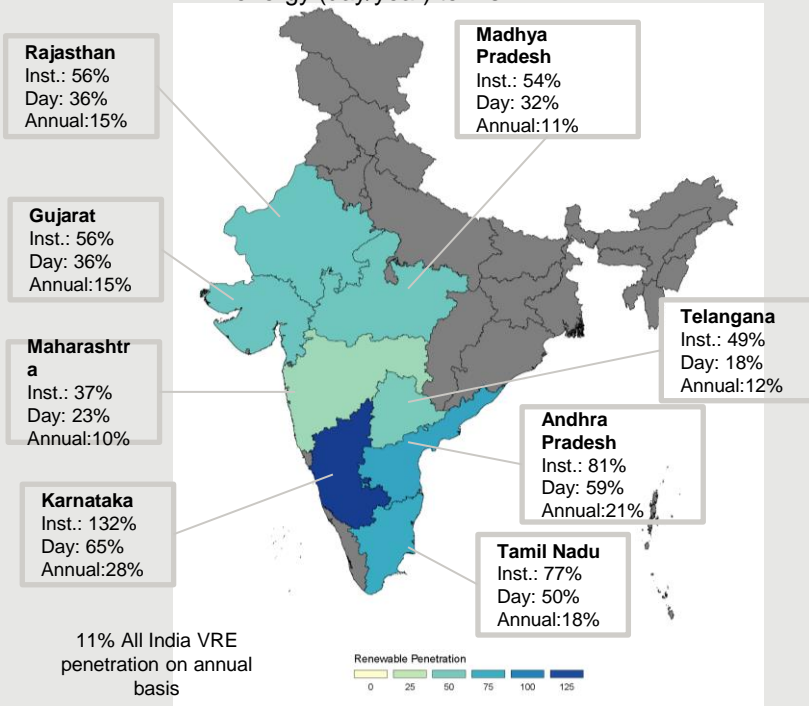 Rajasthan
Inst.: 56%
Day: 36%
Annual:15%
Madhya
Pradesh
Inst.: 54%
Day: 32%
Annual:11%
Gujarat
Inst.: 56%
Day: 36%
Annual:15%
Telangana
Inst.: 49%
Day: 18%
Annual:12%
Maharashtr
a
Inst.: 37%
Day: 23%
Annual:10%
Andhra
Pradesh
Inst.: 81%
Day: 59%
Annual:21%
Karnataka
Inst.: 132%
Day: 65%
Annual:28%
Tamil Nadu
Inst.: 77%
Day: 50%
Annual:18%
11% All India VRE
penetration on annual
basis
Renewable Penetration
0 25 50 75 100 125